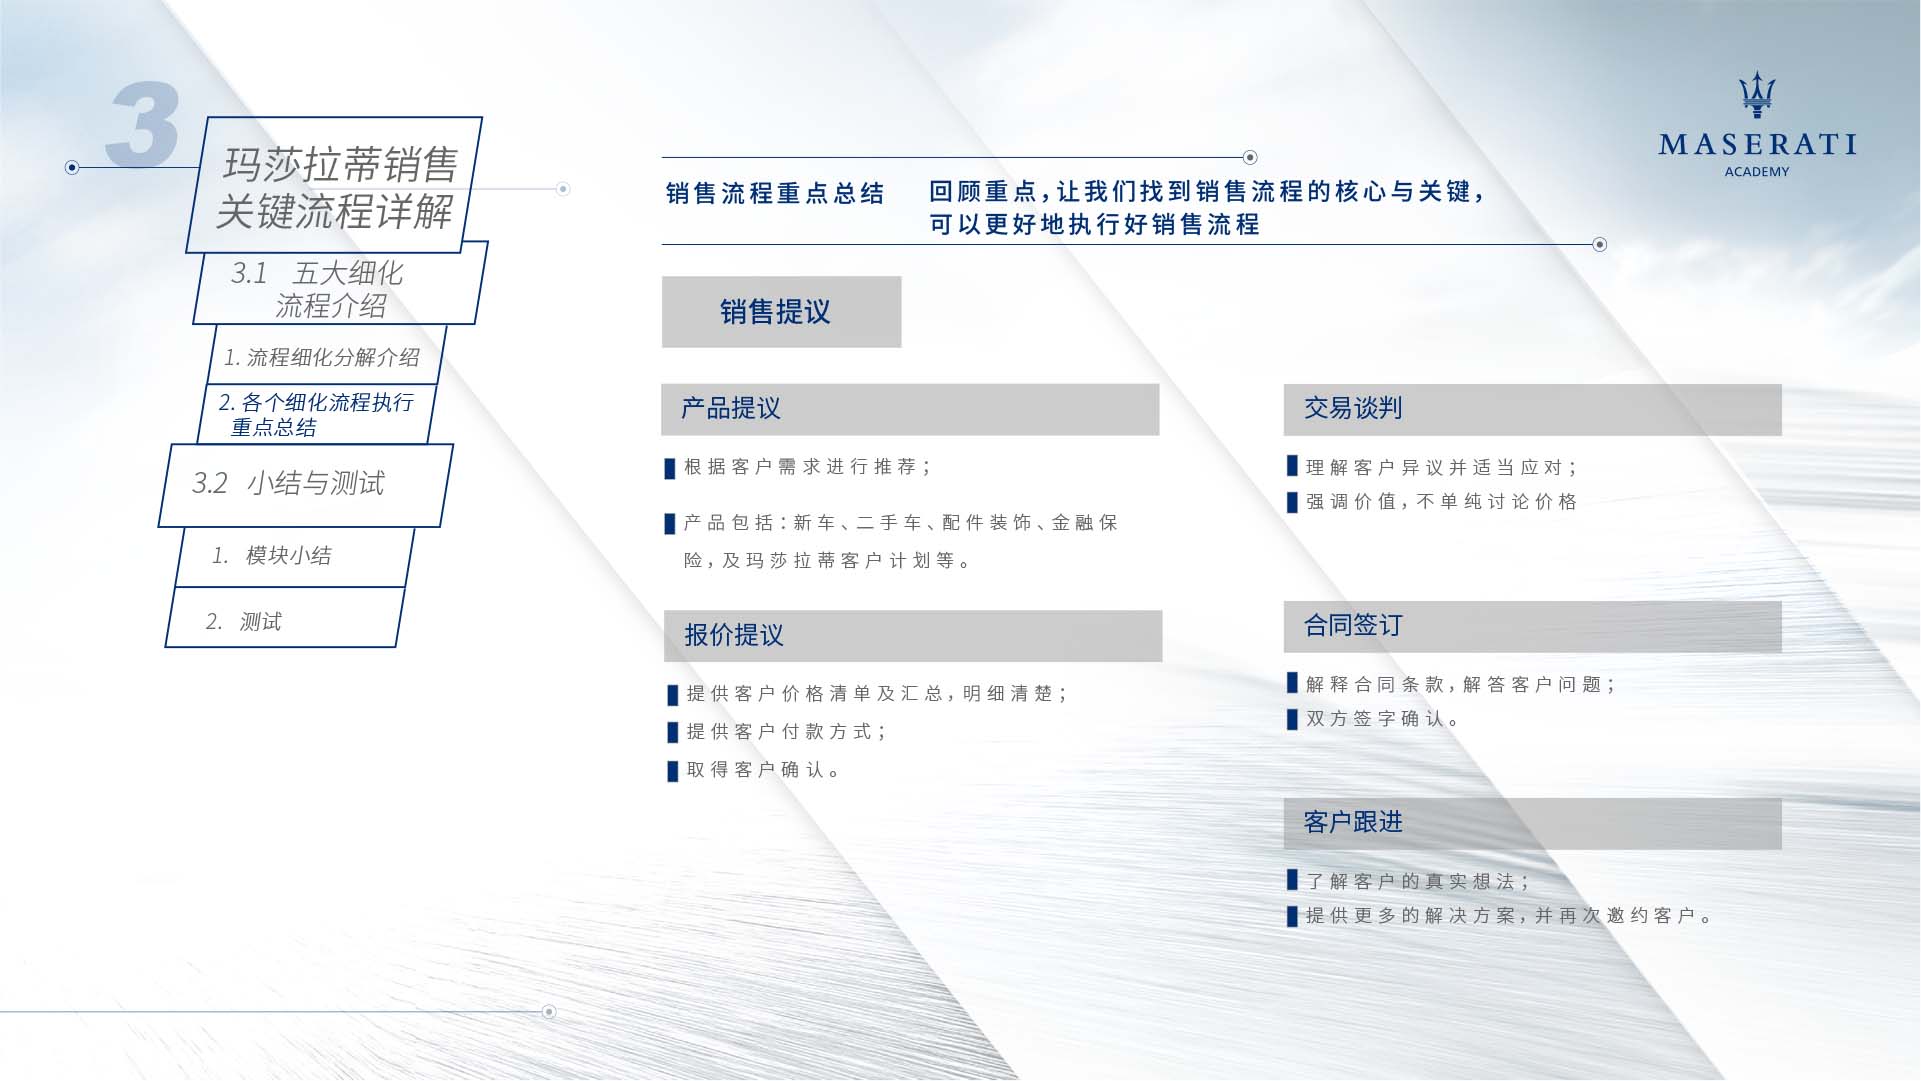 3
玛莎拉蒂销售
关键流程详解
3.1 五大细化
流程介绍
1. 流程细化分解介绍
2. 各个细化流程执行
重点总结
3.2 小结与测试
1. 模块小结
2. 测试
MASERATI
ACADEMY
销售流程重点总结
回顾重点,让我们找到销售流程的核心与关键,
可以更好地执行好销售流程
销售提议
产品提议
根据客户需求进行推荐;
产品包括:新车、二手车、配件装饰、金融保
险,及玛莎拉蒂客户计划等。
报价提议
提供客户价格清单及汇总,明细清楚;
提供客户付款方式;
取得客户确认。
交易谈判
理解客户异议并适当应对;
强调价值,不单纯讨论价格
合同签订
解释合同条款,解答客户问题;
双方签字确认。
客户跟进
了解客户的真实想法;
提供更多的解决方案,并再次邀约客户。